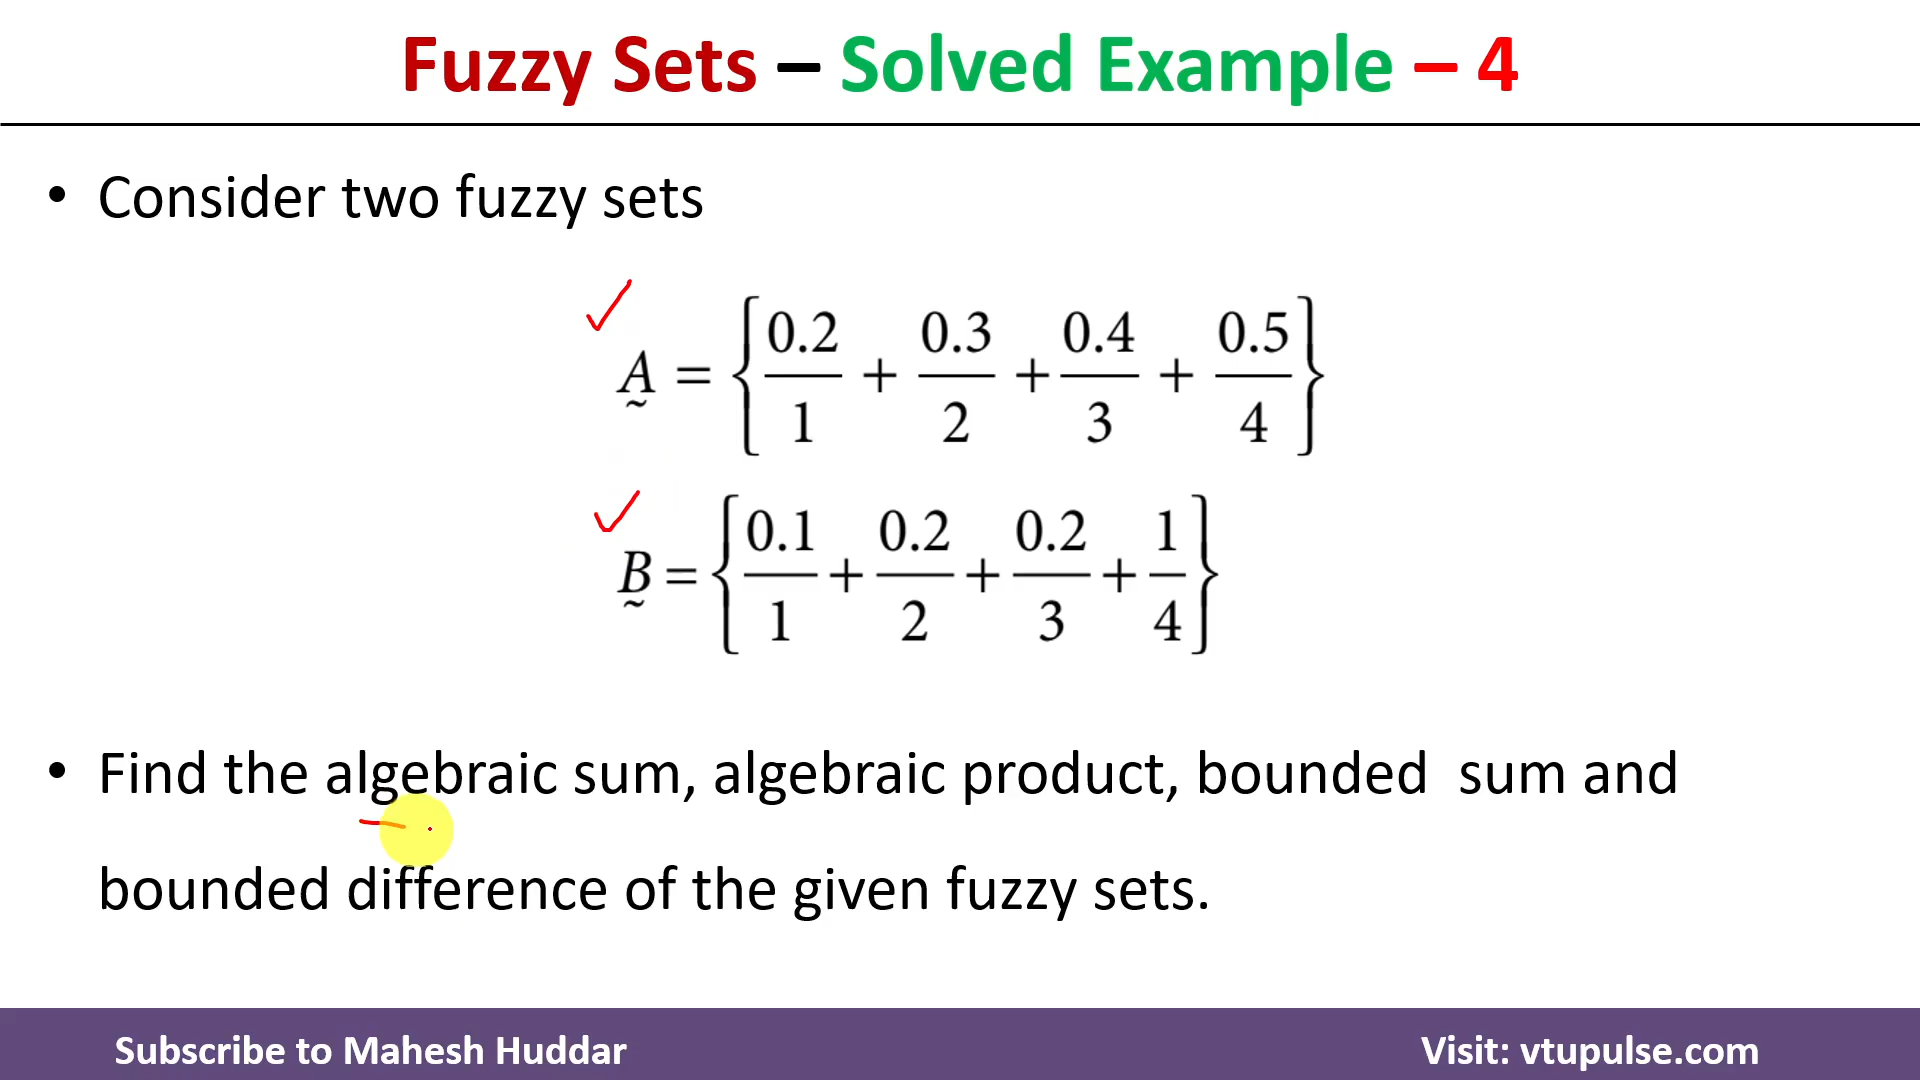 Fuzzy Sets – Solved Example – 4
• Consider two fuzzy sets
A̰ = {0.2/1 + 0.3/2 + 0.4/3 + 0.5/4}
B̰ = {0.1/1 + 0.2/2 + 0.2/3 + 1/4}
• Find the algebraic sum, algebraic product, bounded sum and
bounded difference of the given fuzzy sets.
Subscribe to Mahesh Huddar
Visit: vtupulse.com